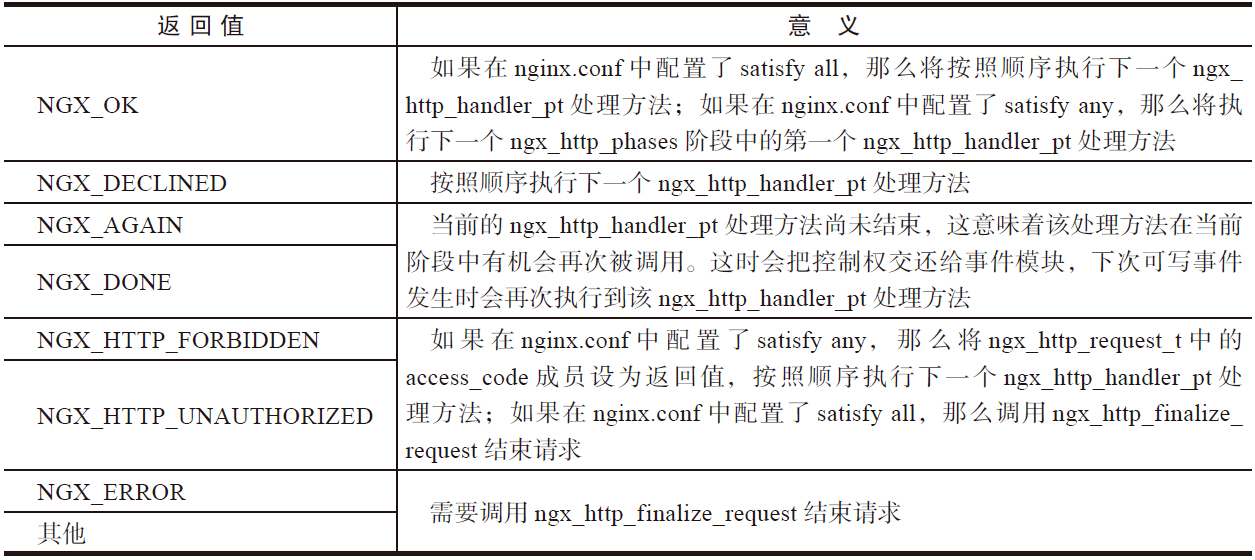 返回值 意义
NGX_OK
如果在 nginx.conf 中配置了 satisfy all，那么将按照顺序执行下一个 ngx_
http_handler_pt 处理方法；如果在 nginx.conf 中配置了 satisfy any，那么将执
行下一个 ngx_http_phases 阶段中的第一个 ngx_http_handler_pt 处理方法
NGX_DECLINED 按照顺序执行下一个 ngx_http_handler_pt 处理方法
NGX_AGAIN
NGX_DONE
当前的 ngx_http_handler_pt 处理方法尚未结束，这意味着该处理方法在当前
阶段中有机会再次被调用。这时会把控制权交还给事件模块，下次可写事件
发生时会再次执行到该 ngx_http_handler_pt 处理方法
NGX_HTTP_FORBIDDEN
NGX_HTTP_UNAUTHORIZED
如果在 nginx.conf 中配置了 satisfy any，那么将 ngx_http_request_t 中的
access_code 成员设为返回值，按照顺序执行下一个 ngx_http_handler_pt 处
理方法；如果在 nginx.conf 中配置了 satisfy all，那么调用 ngx_http_finalize_
request 结束请求
NGX_ERROR
其他
需要调用 ngx_http_finalize_request 结束请求